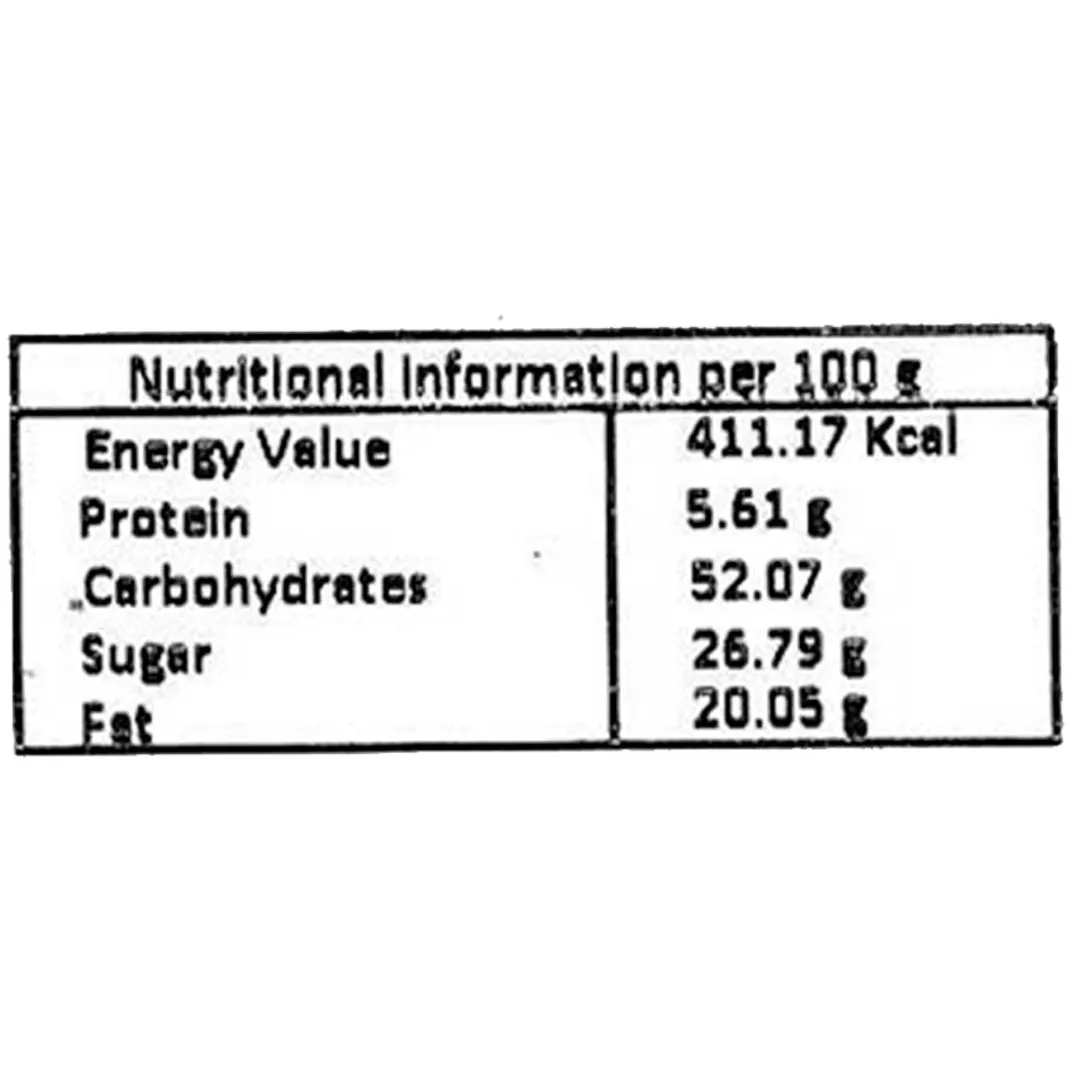 Nutritional Information per 100 g
Energy Value 411.17 Kcal
Protein 5.61 g
Carbohydrates 52.07 g
Sugar 26.79 g
Fat 20.05 g